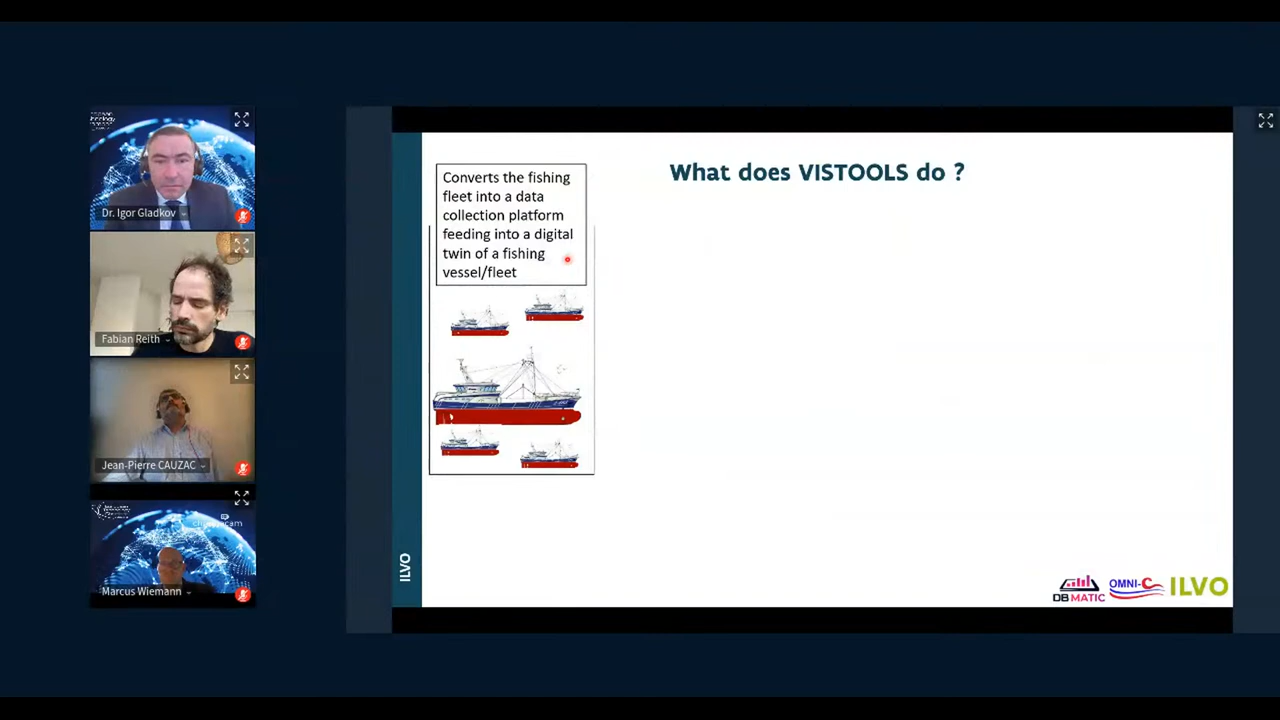 What does VISTOOLS do ?
Converts the fishing
fleet into a data
collection platform
feeding into a digital
twin of a fishing
vessel/fleet
Dr. Igor Gladkov
Fabian Reith
Jean-Pierre CAUZAC
Marcus Wiemann
ILVO
DB MATIC
OMNI-C
ILVO